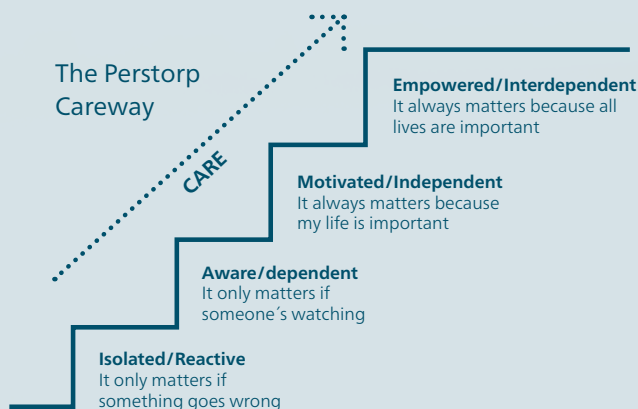 The Perstorp
Careway
CARE
Empowered/Interdependent
It always matters because all
lives are important
Motivated/Independent
It always matters because
my life is important
Aware/dependent
It only matters if
someone´s watching
Isolated/Reactive
It only matters if
something goes wrong